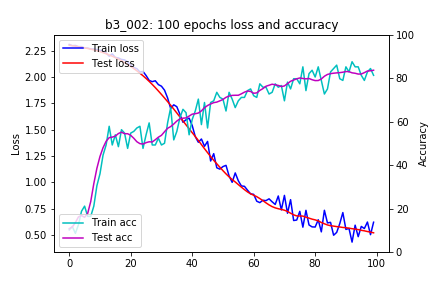 b3_002: 100 epochs loss and accuracy
Train loss
Test loss
Train acc
Test acc
Loss
2.25
2.00
1.75
1.50
1.25
1.00
0.75
0.50
Accuracy
100
80
60
40
20
0
0 20 40 60 80 100